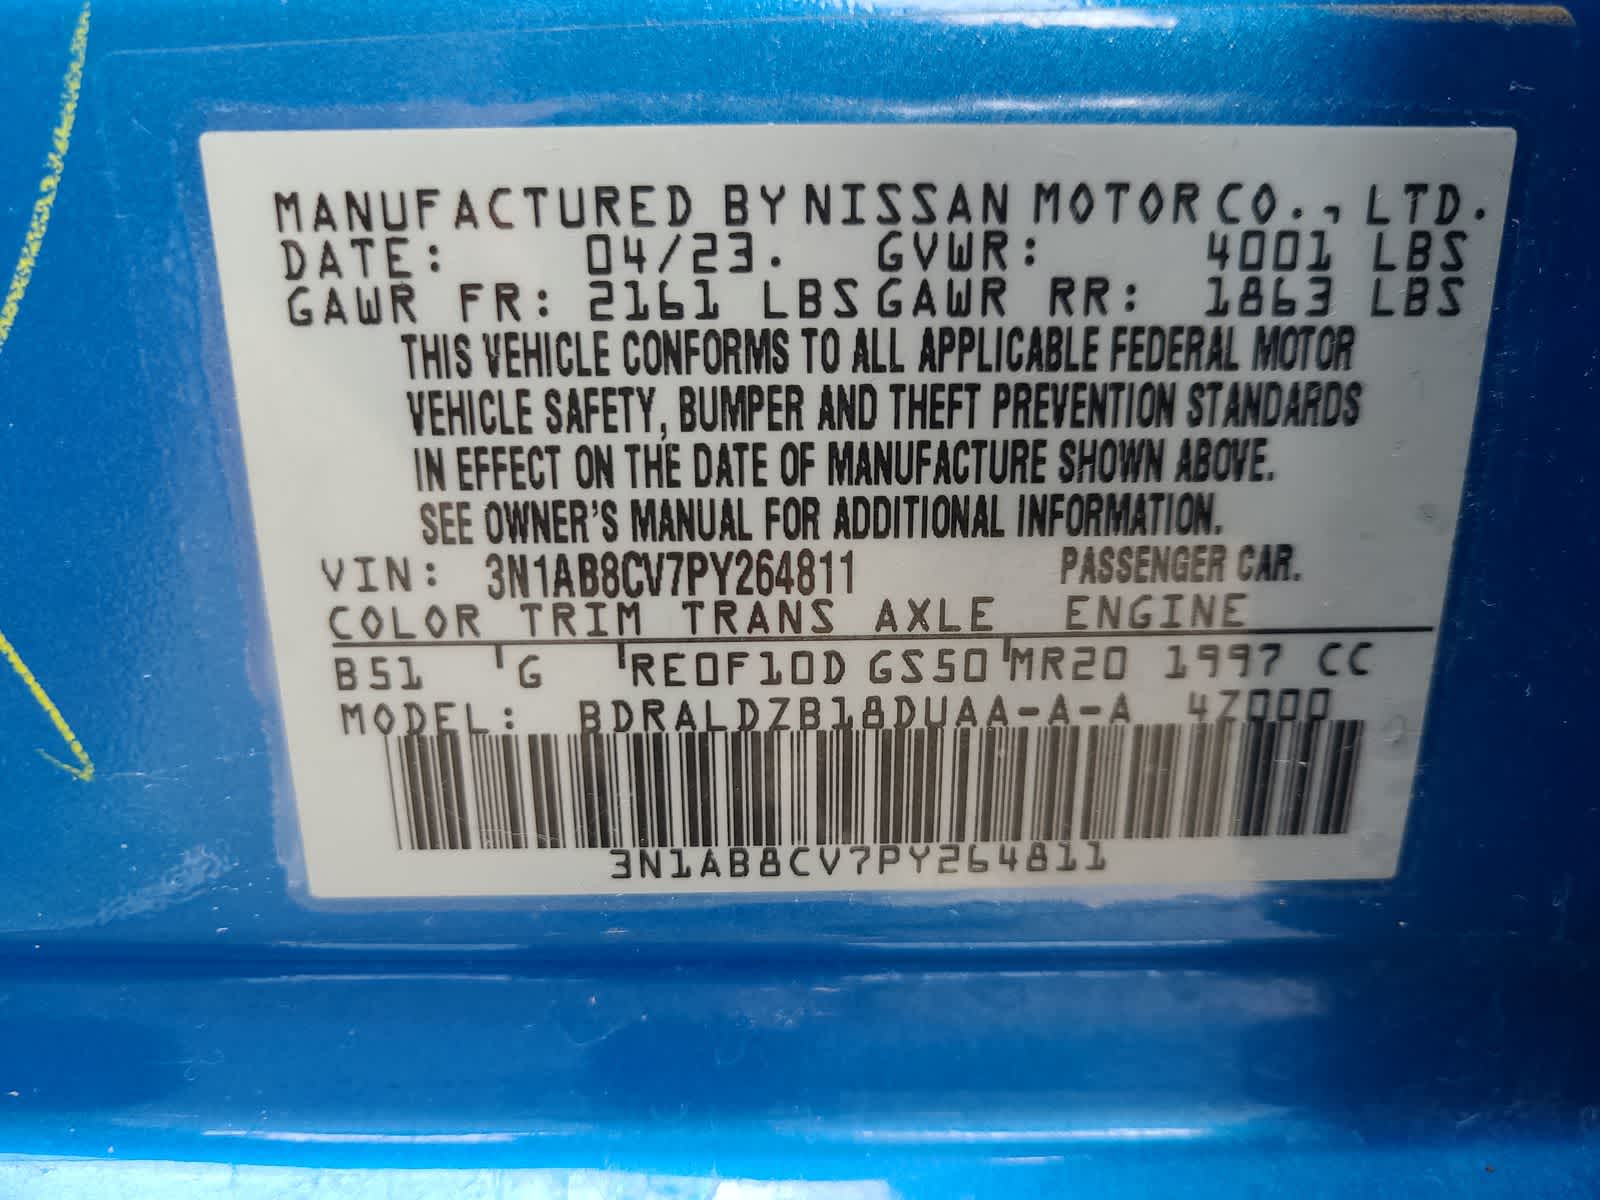 MANUFACTURED BY NISSAN MOTOR CO., LTD.
DATE: 04/23. GVWR: 4001 LBS
GAWR FR: 2161 LBS GAWR RR: 1863 LBS
THIS VEHICLE CONFORMS TO ALL APPLICABLE FEDERAL MOTOR
VEHICLE SAFETY, BUMPER AND THEFT PREVENTION STANDARDS
IN EFFECT ON THE DATE OF MANUFACTURE SHOWN ABOVE.
SEE OWNER'S MANUAL FOR ADDITIONAL INFORMATION.
VIN: 3N1AB8CV7PY264811 PASSENGER CAR.
COLOR TRIM TRANS AXLE ENGINE
B51 G RE0F10D GS50 MR20 1997 CC
MODEL: BDRALDZB18DUAA-A-A 4Z000
3N1AB8CV7PY264811